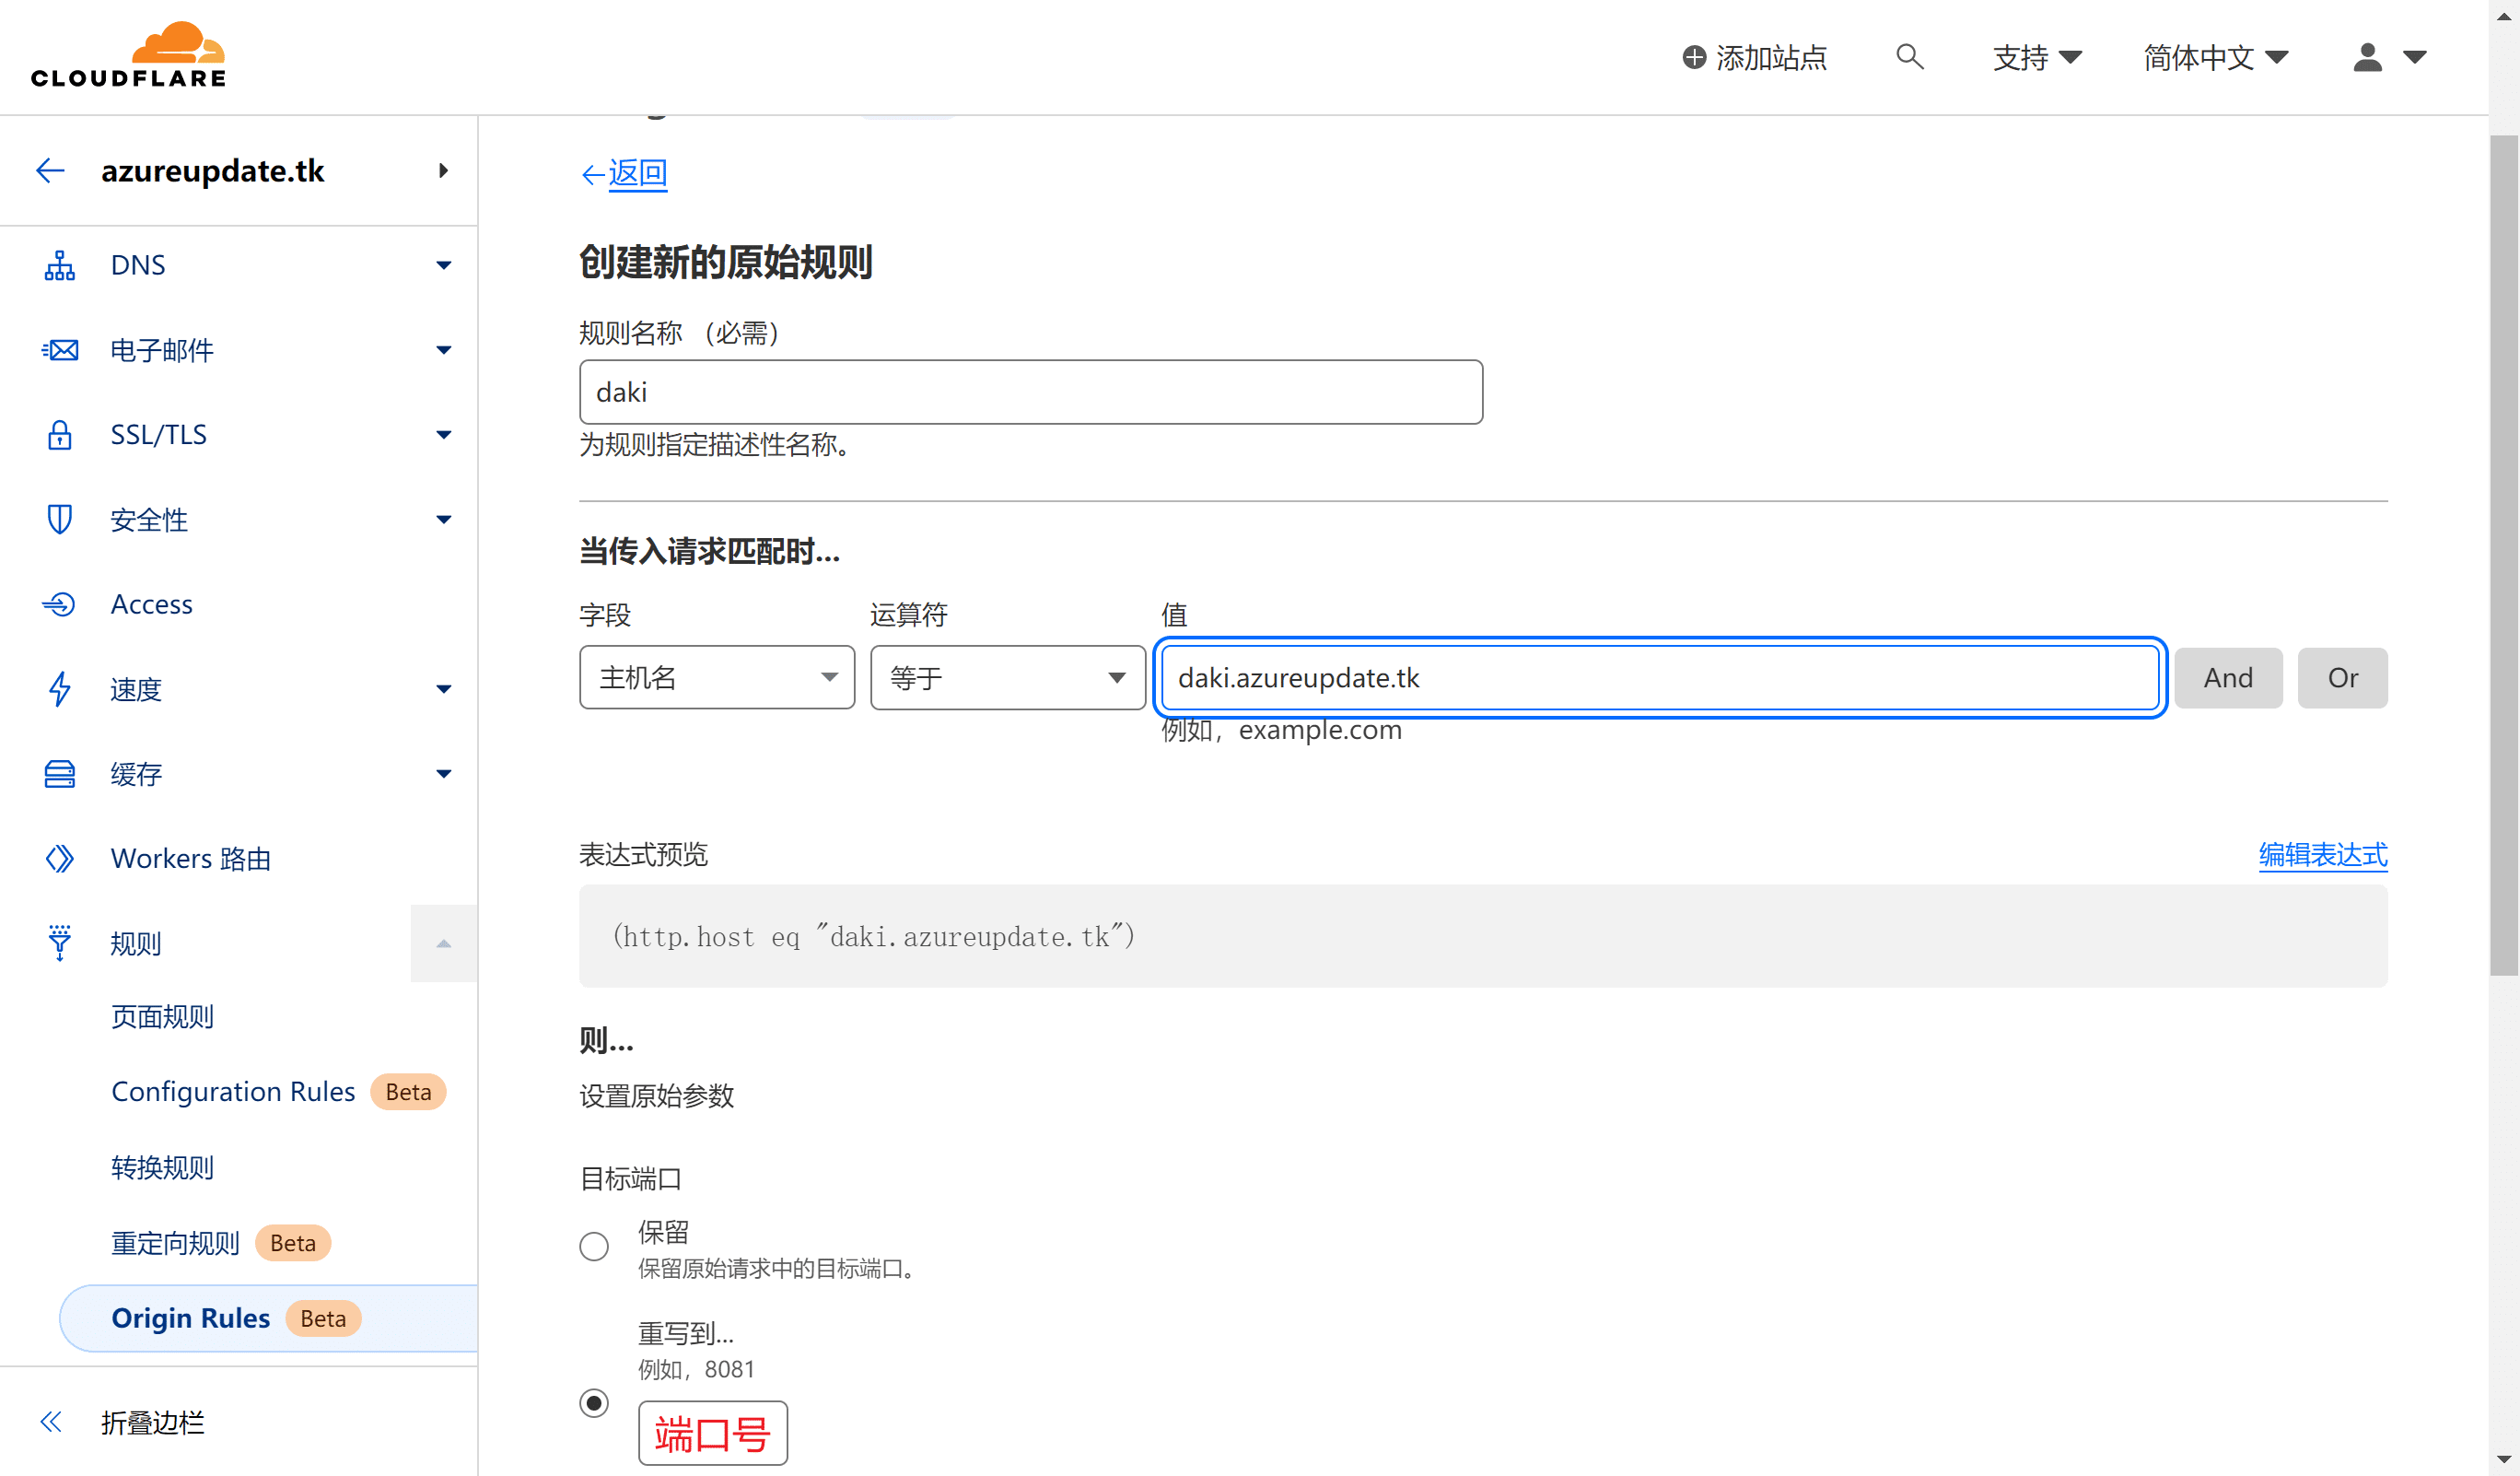 CLOUDFLARE
添加站点
支持
简体中文
azureupdate.tk
DNS
电子邮件
SSL/TLS
安全性
Access
速度
缓存
Workers 路由
规则
页面规则
Configuration Rules Beta
转换规则
重定向规则 Beta
Origin Rules Beta
折叠边栏
返回
创建新的原始规则
规则名称 （必需）
daki
为规则指定描述性名称。
当传入请求匹配时...
字段 运算符 值
主机名 等于 daki.azureupdate.tk And Or
例如，example.com
表达式预览 编辑表达式
(http.host eq "daki.azureupdate.tk")
则...
设置原始参数
目标端口
保留
保留原始请求中的目标端口。
重写到...
例如，8081
端口号